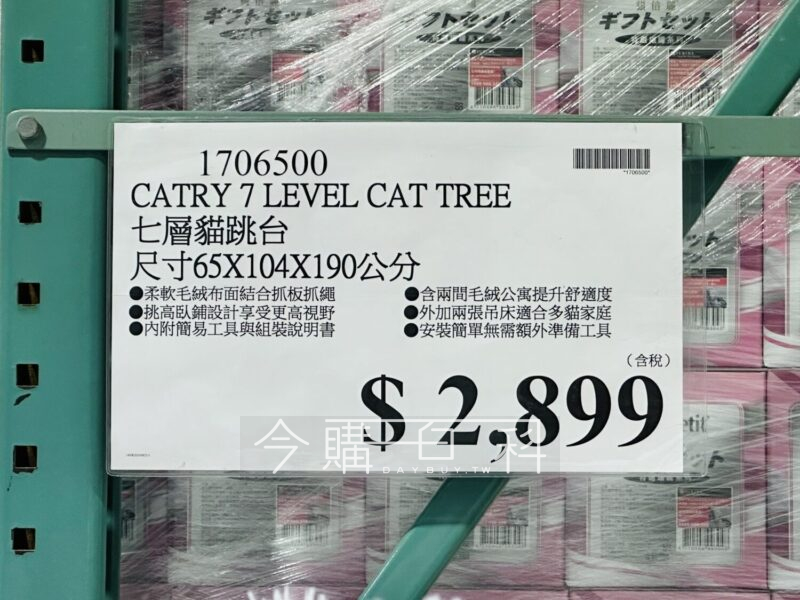 ギフトセット
ギフトセット
1706500
*1706500*
CATRY 7 LEVEL CAT TREE
七層貓跳台
尺寸65X104X190公分
●柔軟毛絨布面結合抓板抓繩
●含兩間毛絨公寓提升舒適度
●挑高臥鋪設計享受更高視野
●外加兩張吊床適合多貓家庭
●內附簡易工具與組裝說明書
●安裝簡單無需額外準備工具
（含稅）
$ 2,899
今購百科
DAYBUY.TW